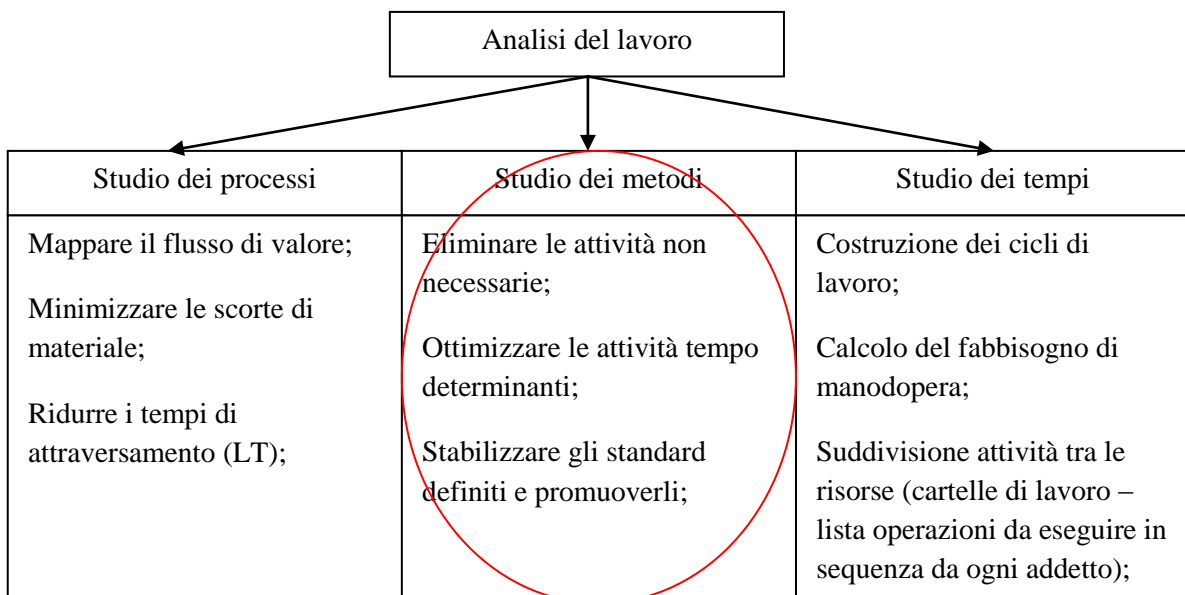 Analisi del lavoro
Studio dei processi
Studio dei metodi
Studio dei tempi
Mappare il flusso di valore;
Minimizzare le scorte di
materiale;
Ridurre i tempi di
attraversamento (LT);
Eliminare le attività non
necessarie;
Ottimizzare le attività tempo
determinanti;
Stabilizzare gli standard
definiti e promuoverli;
Costruzione dei cicli di
lavoro;
Calcolo del fabbisogno di
manodopera;
Suddivisione attività tra le
risorse (cartelle di lavoro –
lista operazioni da eseguire in
sequenza da ogni addetto);